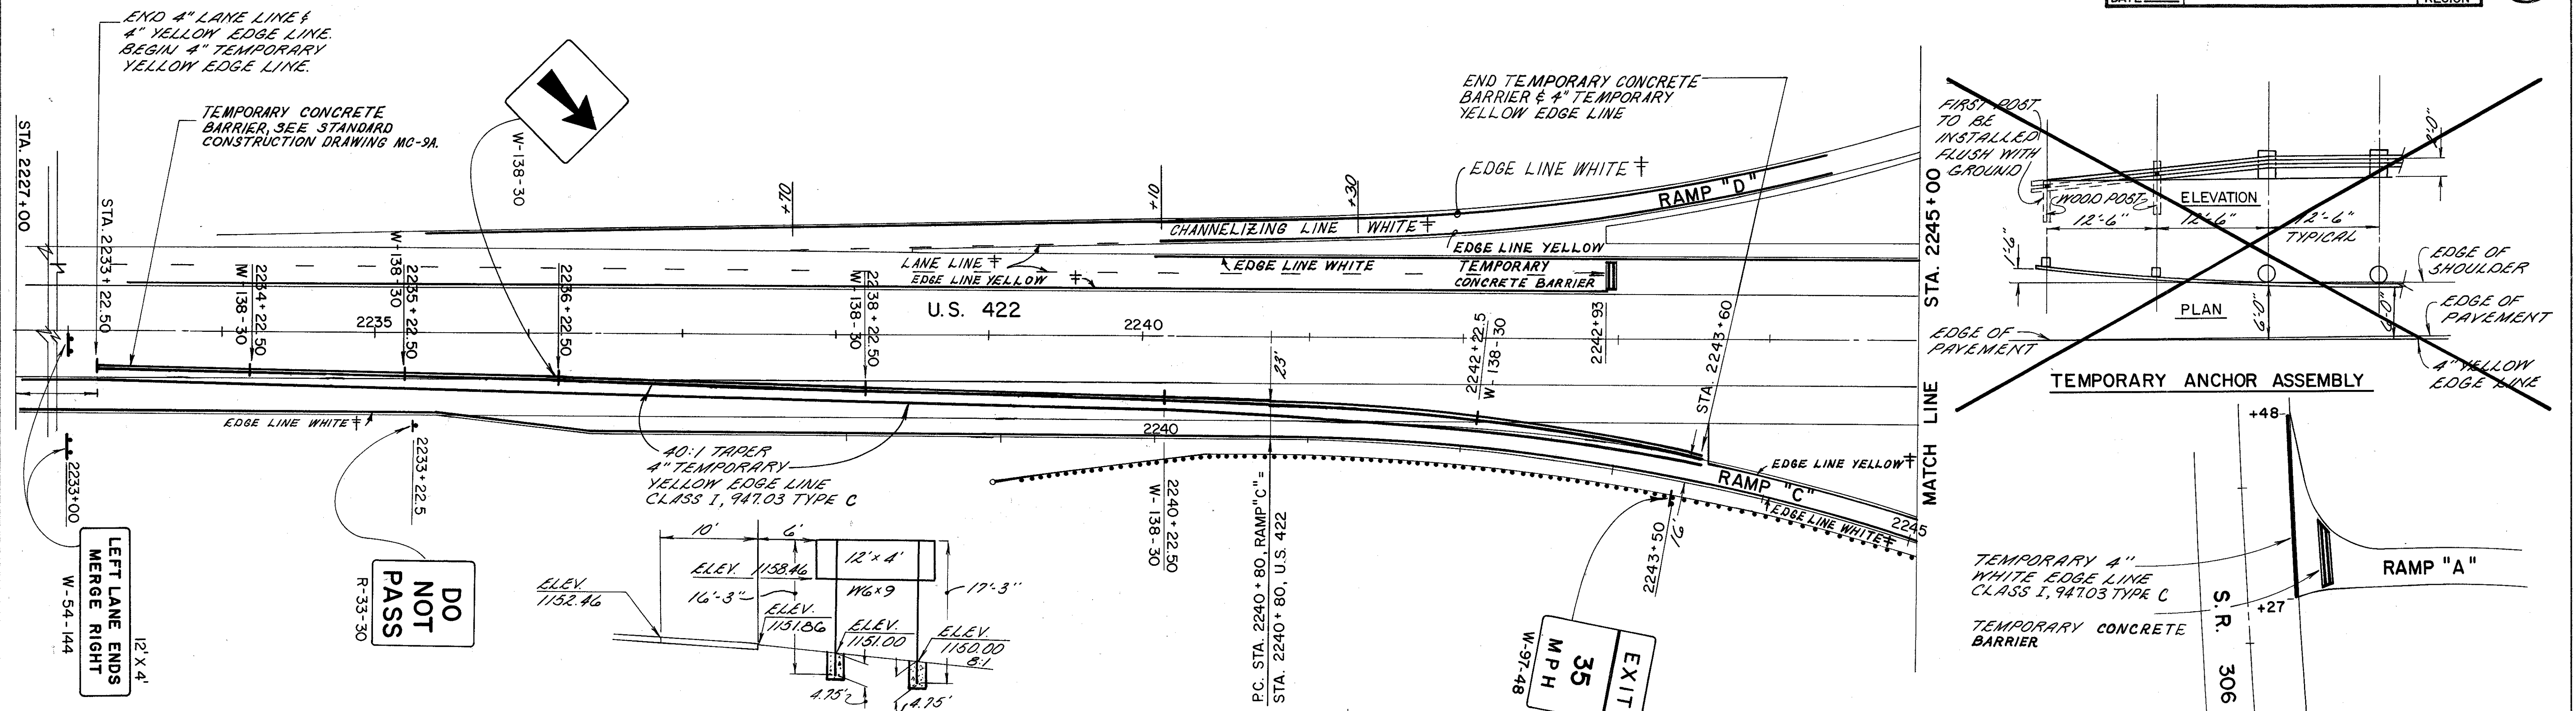 DATE
REGION
END 4" LANE LINE &
4" YELLOW EDGE LINE.
BEGIN 4" TEMPORARY
YELLOW EDGE LINE.
TEMPORARY CONCRETE
BARRIER, SEE STANDARD
CONSTRUCTION DRAWING MC-9A.
W-138-30
END TEMPORARY CONCRETE
BARRIER & 4" TEMPORARY
YELLOW EDGE LINE
EDGE LINE WHITE ‡
RAMP "D"
STA. 2227+00
STA. 2233+22.50
+70
+01
+30
CHANNELIZING LINE WHITE ‡
EDGE LINE YELLOW
LANE LINE ‡
EDGE LINE WHITE
EDGE LINE YELLOW ‡
TEMPORARY
CONCRETE BARRIER
2234+22.50
W-138-30
2235+22.50
W-138-30
2236+22.50
2238+22.50
W-138-30
U.S. 422
2235
2240
2242+22.5
W-138-30
2242+93
STA. 2243+60
23'
MATCH LINE STA. 2245+00
EDGE LINE WHITE ‡
2240
EDGE LINE YELLOW ‡
RAMP "C"
EDGE LINE WHITE ‡
2245
2233+00
2233+22.5
40:1 TAPER
4" TEMPORARY
YELLOW EDGE LINE
CLASS I, 947.03 TYPE C
2240+22.50
W-138-30
P.C. STA. 2240+80, RAMP "C" =
STA. 2240+80, U.S. 422
2243+50
16'
LEFT LANE ENDS
MERGE RIGHT
12' X 4'
W-54-144
DO
NOT
PASS
R-33-30
10'
6'
12' x 4'
ELEV. 1158.46
W6x9
17'-3"
16'-3"
ELEV.
1152.46
ELEV.
1151.86
ELEV.
1151.00
ELEV.
1150.00
8:1
4.75'
4.75'
EXIT
35
MPH
W-97-48
FIRST POST
TO BE
INSTALLED
FLUSH WITH
GROUND
WOOD POST
ELEVATION
12'-6"
12'-6"
12'-6"
TYPICAL
EDGE OF
SHOULDER
PLAN
EDGE OF
PAVEMENT
EDGE OF
PAVEMENT
4" YELLOW
EDGE LINE
TEMPORARY ANCHOR ASSEMBLY
+48
TEMPORARY 4"
WHITE EDGE LINE
CLASS I, 947.03 TYPE C
RAMP "A"
+27
TEMPORARY CONCRETE
BARRIER
S.R. 306